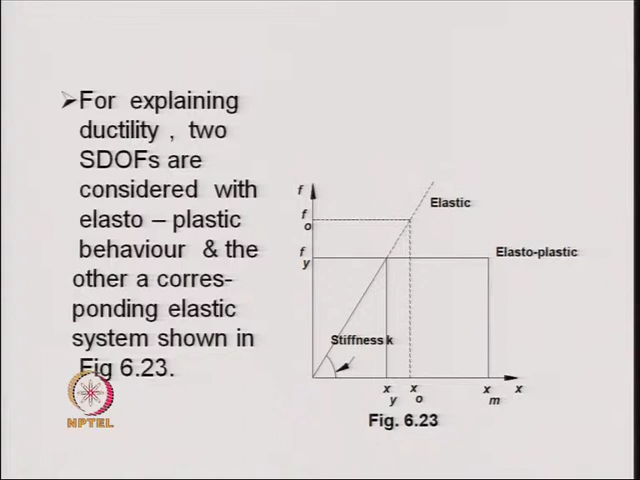 ➢For explaining
ductility , two
SDOFs are
considered with
elasto – plastic
behaviour & the
other a corres-
ponding elastic
system shown in
Fig 6.23.
NPTEL
f
f
o
f
y
Elastic
Elasto-plastic
Stiffness k
x
y
x
o
x
m
x
Fig. 6.23